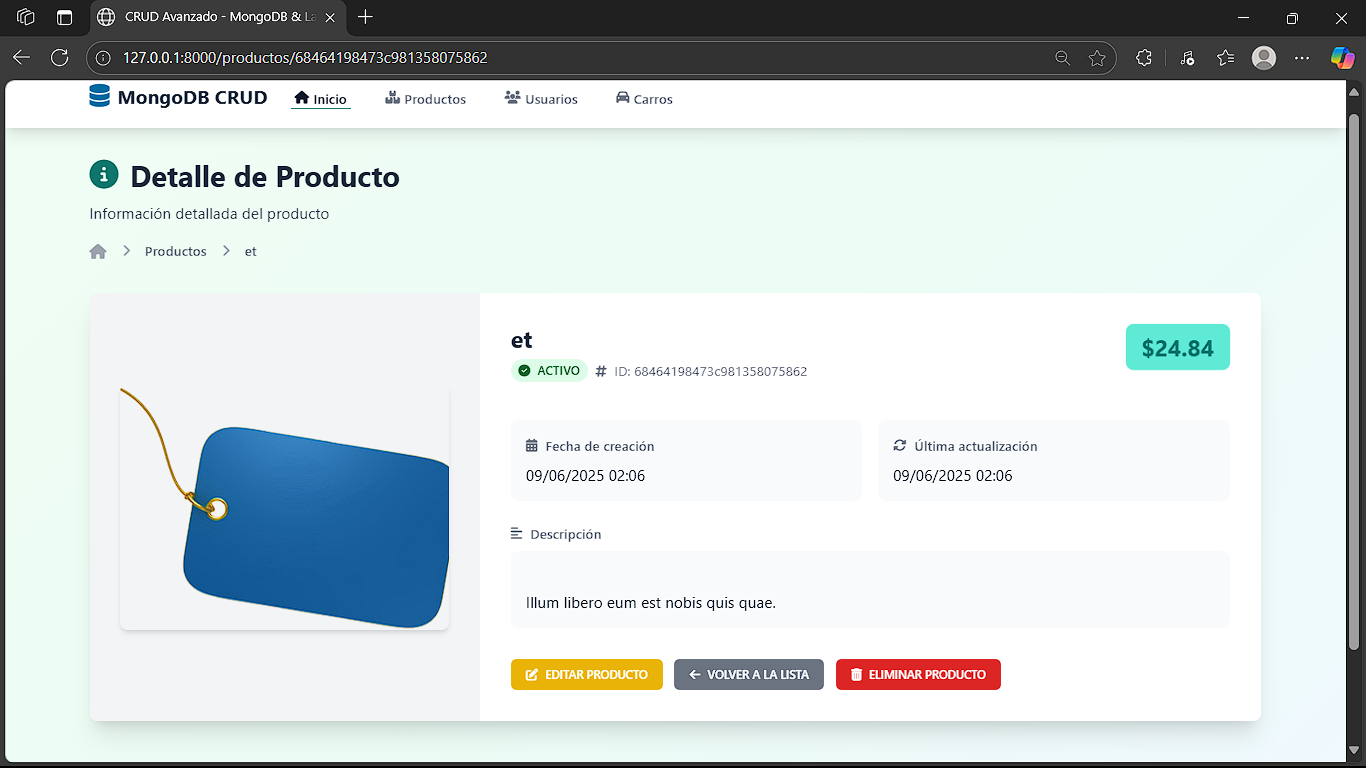 CRUD Avanzado - MongoDB & La
127.0.0.1:8000/productos/68464198473c981358075862
MongoDB CRUD Inicio Productos Usuarios Carros
Detalle de Producto
Información detallada del producto
Productos et
et
$24.84
ACTIVO # ID: 68464198473c981358075862
Fecha de creación
09/06/2025 02:06
Última actualización
09/06/2025 02:06
Descripción
Illum libero eum est nobis quis quae.
EDITAR PRODUCTO VOLVER A LA LISTA ELIMINAR PRODUCTO